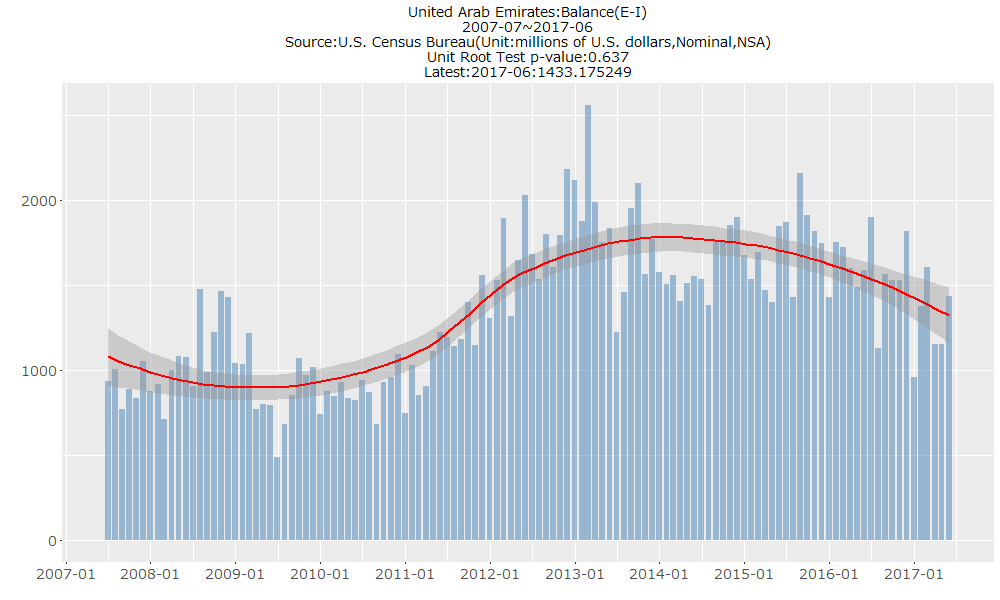 United Arab Emirates:Balance(E-I)
2007-07~2017-06
Source:U.S. Census Bureau(Unit:millions of U.S. dollars,Nominal,NSA)
Unit Root Test p-value:0.637
Latest:2017-06:1433.175249
2000
1000
0
2007-01 2008-01 2009-01 2010-01 2011-01 2012-01 2013-01 2014-01 2015-01 2016-01 2017-01